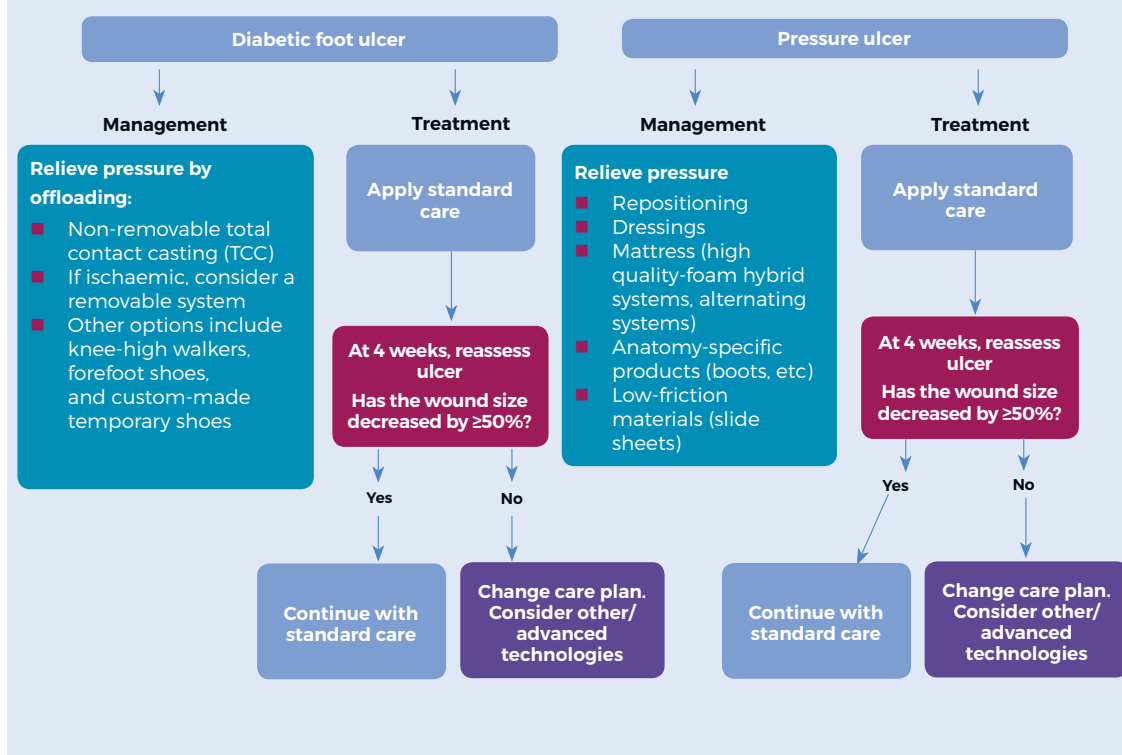 Diabetic foot ulcer
Management
Relieve pressure by
offloading:
Non-removable total
contact casting (TCC)
If ischaemic, consider a
removable system
Other options include
knee-high walkers,
forefoot shoes,
and custom-made
temporary shoes
Treatment
Apply standard
care
At 4 weeks, reassess
ulcer
Has the wound size
decreased by ≥50%?
Yes
No
Continue with
standard care
Change care plan.
Consider other/
advanced
technologies
Pressure ulcer
Management
Relieve pressure
Repositioning
Dressings
Mattress (high
quality-foam hybrid
systems, alternating
systems)
Anatomy-specific
products (boots, etc)
Low-friction
materials (slide
sheets)
Treatment
Apply standard
care
At 4 weeks, reassess
ulcer
Has the wound size
decreased by ≥50%?
Yes
No
Continue with
standard care
Change care plan.
Consider other/
advanced
technologies